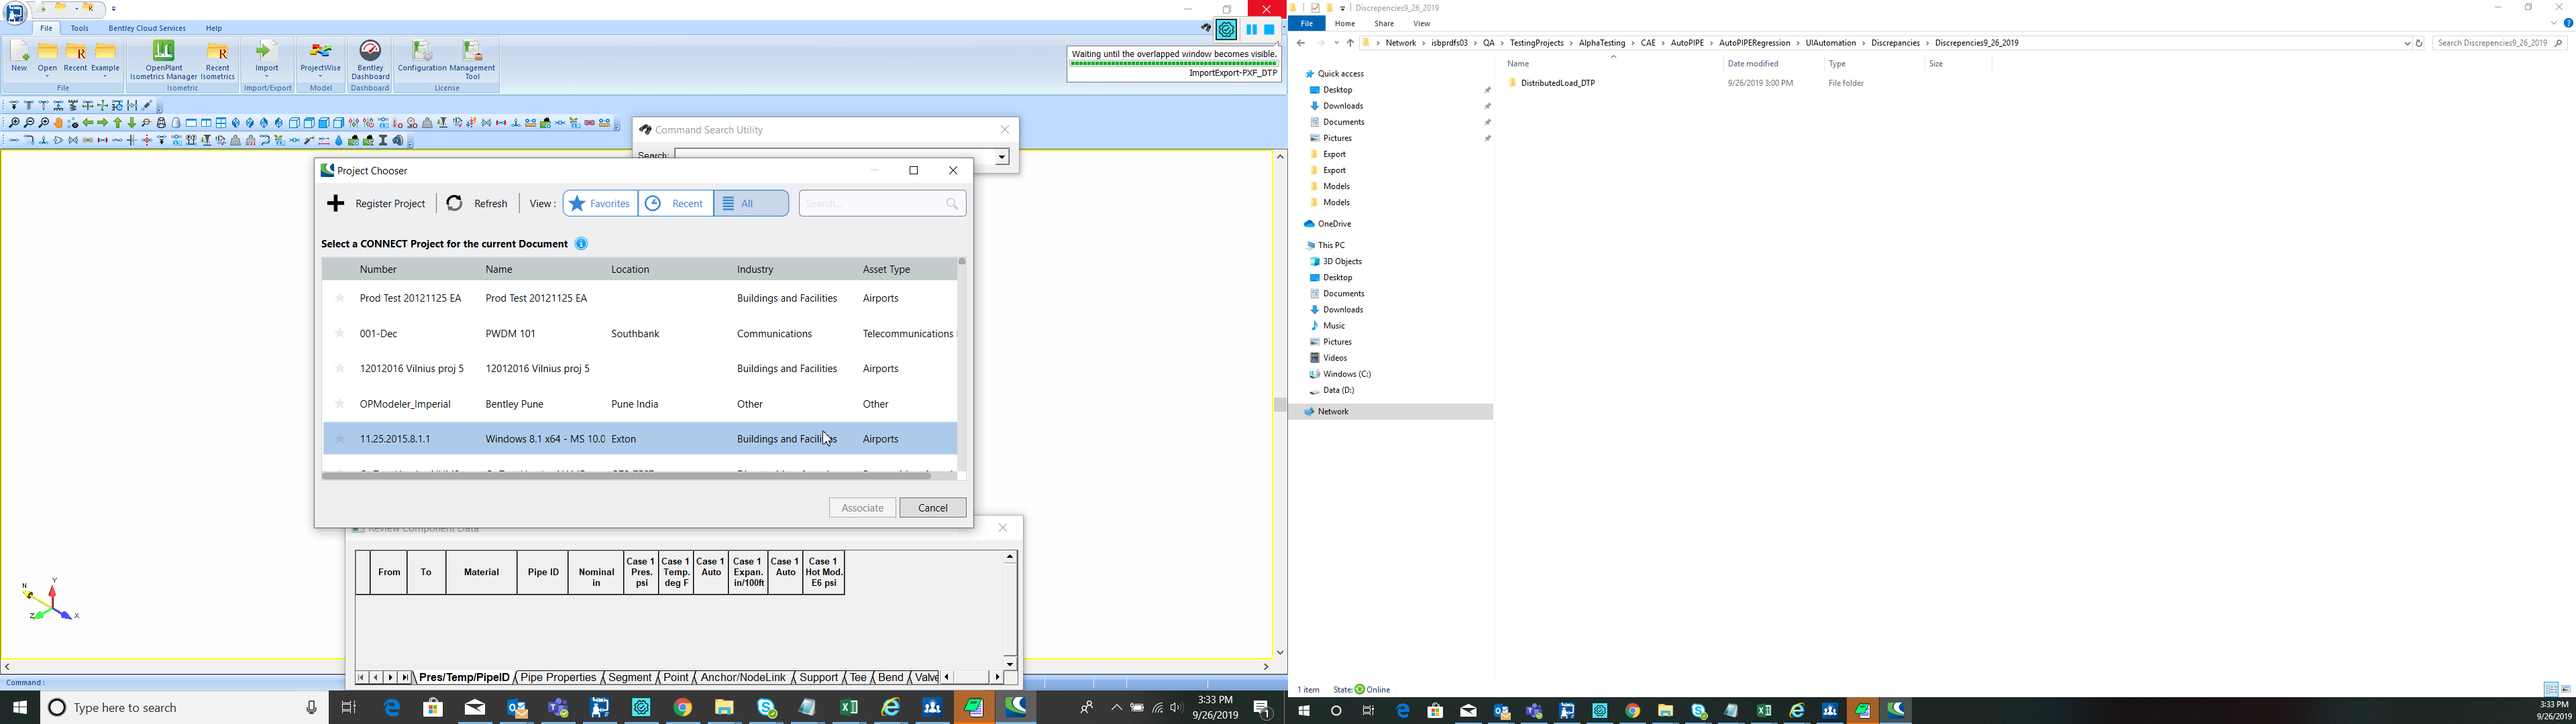 File Tools Bentley Cloud Services Help
New Open Recent Example OpenPlant Isometrics Manager Recent Isometrics Import ProjectWise Bentley Dashboard Configuration Management Tool
File Isometric Import/Export Model Dashboard License
Waiting until the overlapped window becomes visible.
ImportExport-PXF_DTP
Command Search Utility
Search:
Project Chooser
Register Project Refresh View : Favorites Recent All Search...
Select a CONNECT Project for the current Document
Number Name Location Industry Asset Type
Prod Test 20121125 EA Prod Test 20121125 EA Buildings and Facilities Airports
001-Dec PWDM 101 Southbank Communications Telecommunications
12012016 Vilnius proj 5 12012016 Vilnius proj 5 Buildings and Facilities Airports
OPModeler_Imperial Bentley Pune Pune India Other Other
11.25.2015.8.1.1 Windows 8.1 x64 - MS 10.0 Exton Buildings and Facilities Airports
Associate Cancel
Review Component Data
From To Material Pipe ID Nominal in Case 1 Pres. psi Case 1 Temp. deg F Case 1 Auto Case 1 Expan. in/100ft Case 1 Auto Case 1 Hot Mod. E6 psi
N Y Z X
Pres/Temp/PipeID Pipe Properties Segment Point Anchor/NodeLink Support Tee Bend Valve
Command :
Type here to search
3:33 PM
9/26/2019
1
Discrepencies9_26_2019
File Home Share View
Network isbprdfs03 QA TestingProjects AlphaTesting CAE AutoPIPE AutoPIPERegression UIAutomation Discrepancies Discrepencies9_26_2019
Search Discrepencies9_26_2019
Name Date modified Type Size
DistributedLoad_DTP 9/26/2019 3:00 PM File folder
Quick access
Desktop
Downloads
Documents
Pictures
Export
Export
Models
Models
OneDrive
This PC
3D Objects
Desktop
Documents
Downloads
Music
Pictures
Videos
Windows (C:)
Data (D:)
Network
1 item State: Online
3:33 PM
9/26/2019